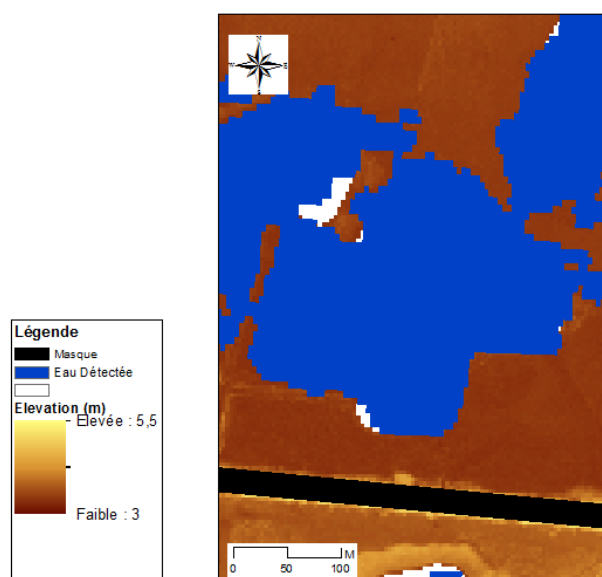 N
W
E
S
Légende
Masque
Eau Détectée
Elevation (m)
Elevée : 5,5
Faible : 3
M
0 50 100